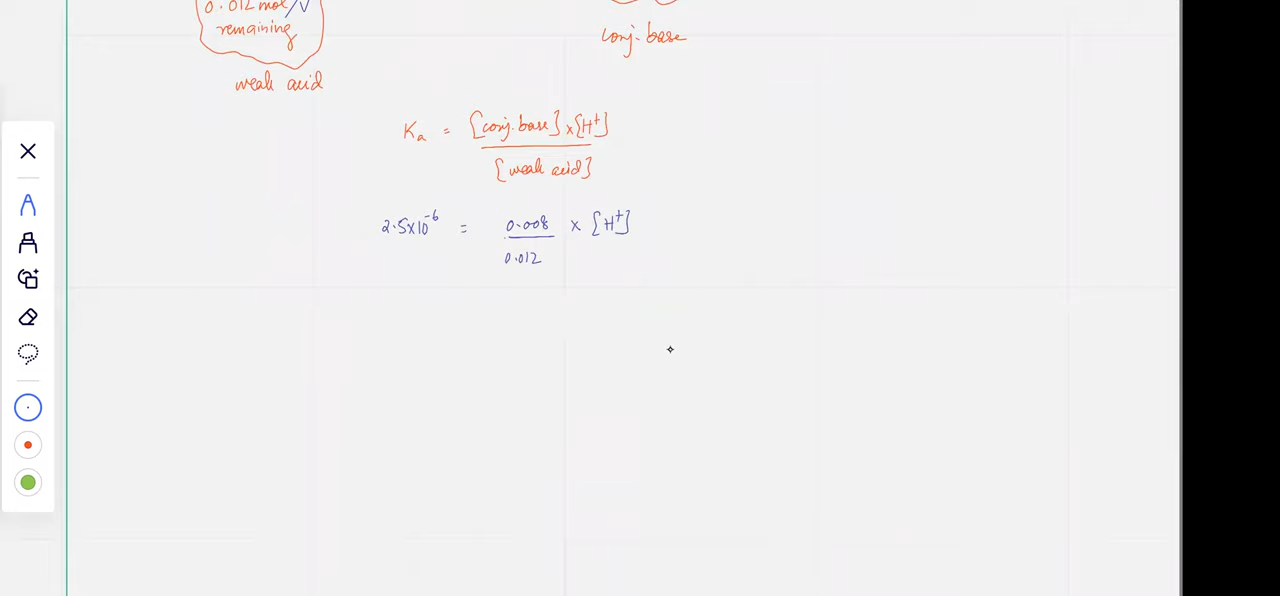 0.012 mol/V
remaining
conj. base
weak acid
Ka = [conj. base] x [H+]
[weak acid]
2.5x10^-6 = 0.008 x [H+]
0.012